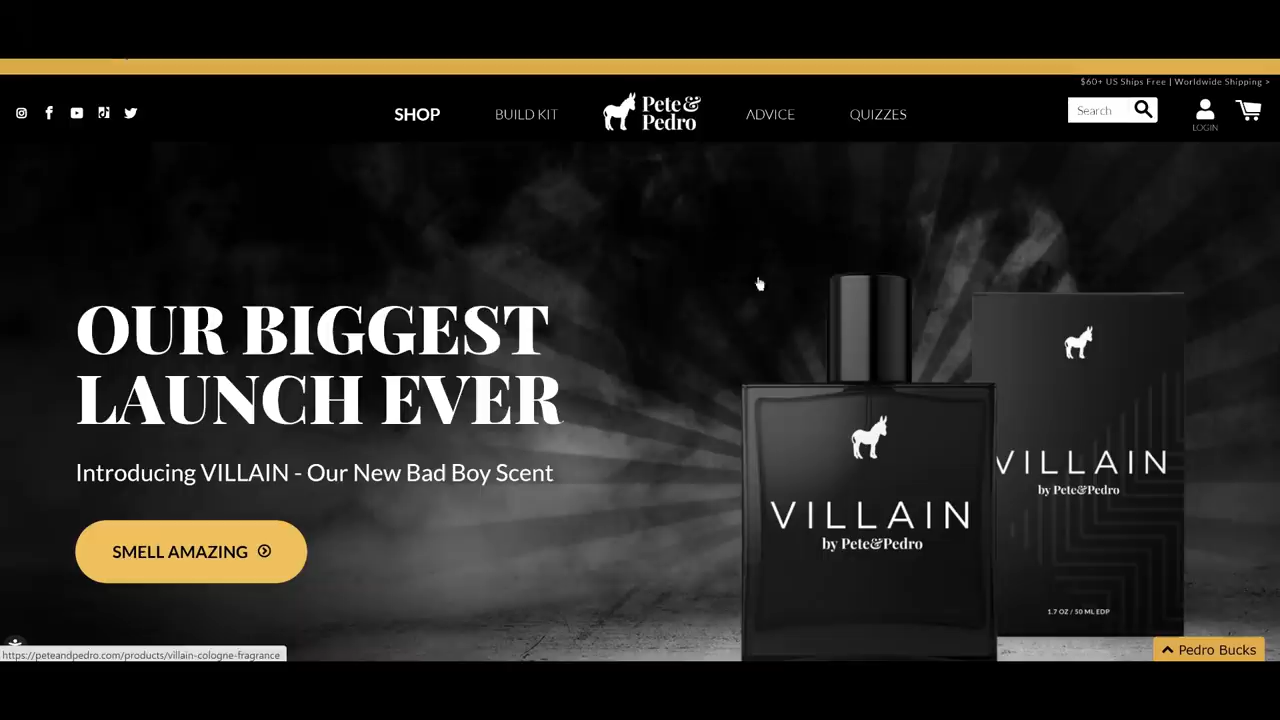 $60+ US Ships Free | Worldwide Shipping >
SHOP
BUILD KIT
Pete &
Pedro
ADVICE
QUIZZES
Search
LOGIN
OUR BIGGEST
LAUNCH EVER
Introducing VILLAIN - Our New Bad Boy Scent
SMELL AMAZING
VILLAIN
by Pete&Pedro
VILLAIN
by Pete&Pedro
1.7 OZ / 50 ML EDP
https://peteandpedro.com/products/villain-cologne-fragrance
Pedro Bucks